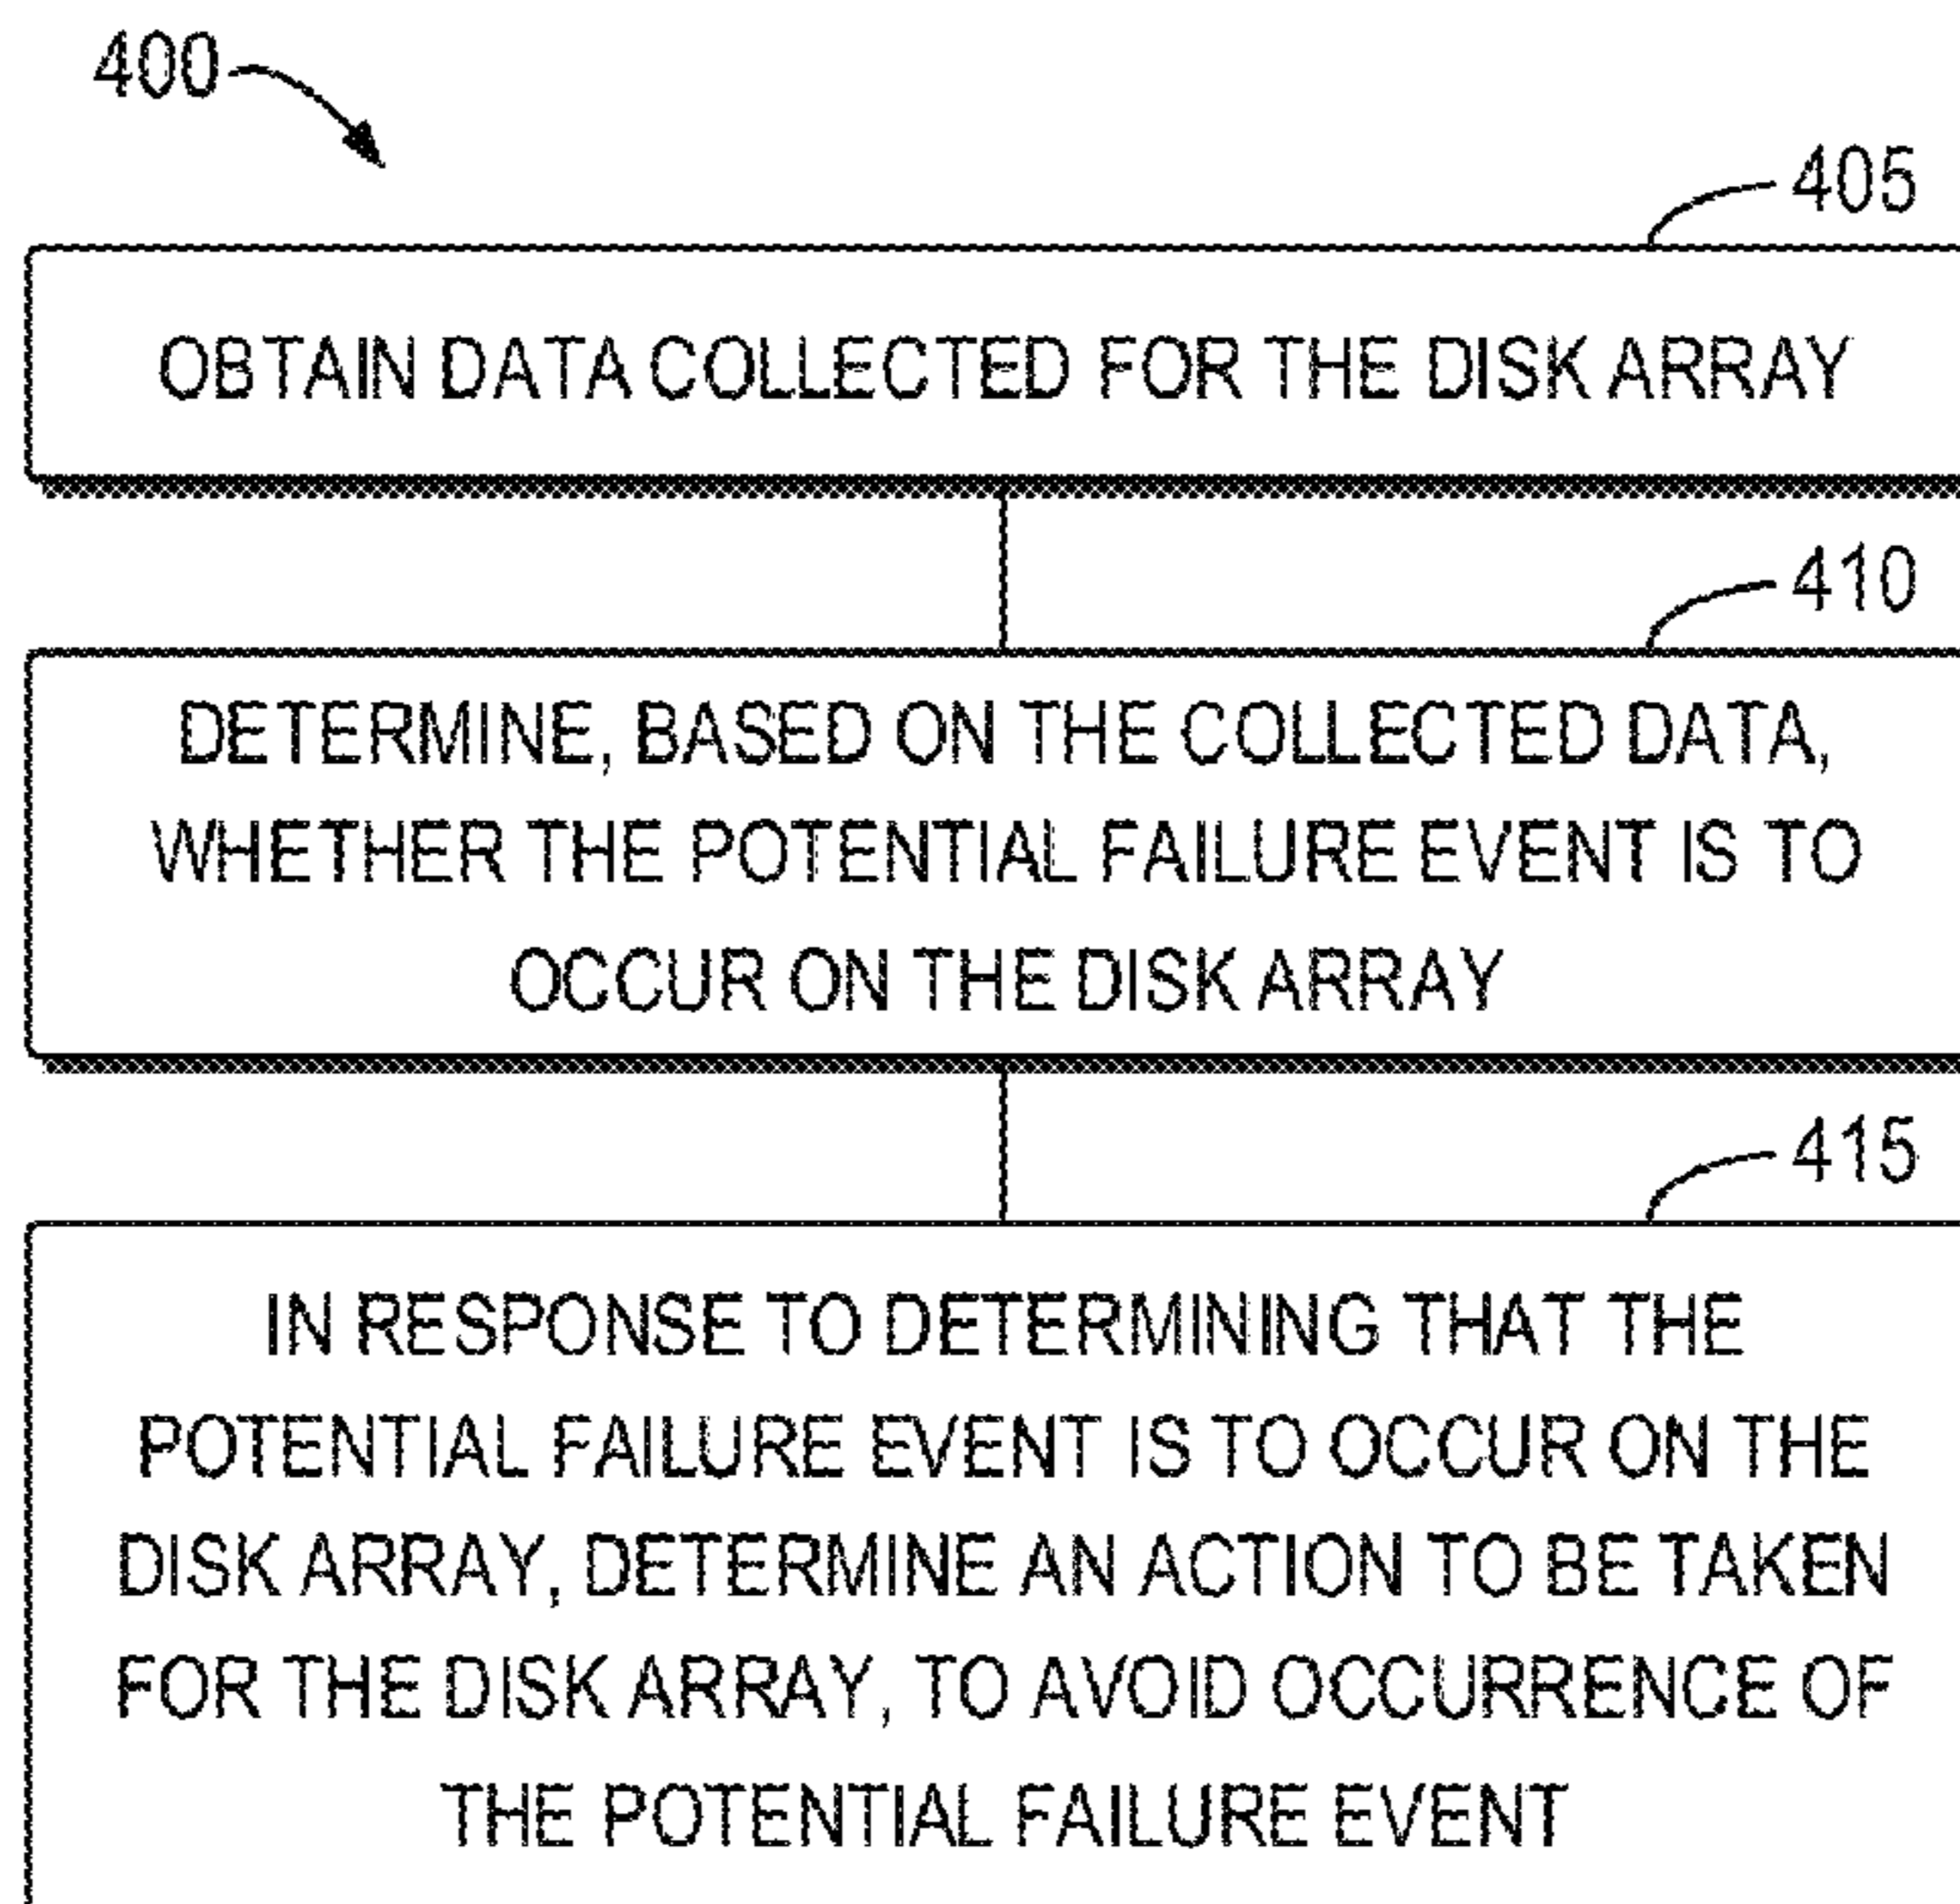 400
405
OBTAIN DATA COLLECTED FOR THE DISK ARRAY
410
DETERMINE, BASED ON THE COLLECTED DATA,
WHETHER THE POTENTIAL FAILURE EVENT IS TO
OCCUR ON THE DISK ARRAY
415
IN RESPONSE TO DETERMINING THAT THE
POTENTIAL FAILURE EVENT IS TO OCCUR ON THE
DISK ARRAY, DETERMINE AN ACTION TO BE TAKEN
FOR THE DISK ARRAY, TO AVOID OCCURRENCE OF
THE POTENTIAL FAILURE EVENT